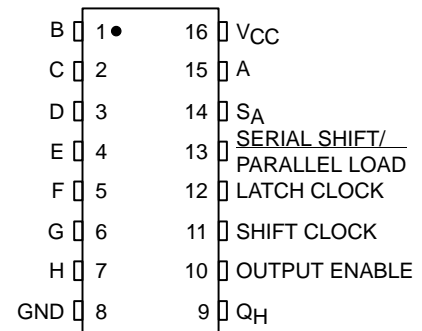 B 1 16 VCC
C 2 15 A
D 3 14 SA
E 4 13 SERIAL SHIFT/
PARALLEL LOAD
F 5 12 LATCH CLOCK
G 6 11 SHIFT CLOCK
H 7 10 OUTPUT ENABLE
GND 8 9 QH